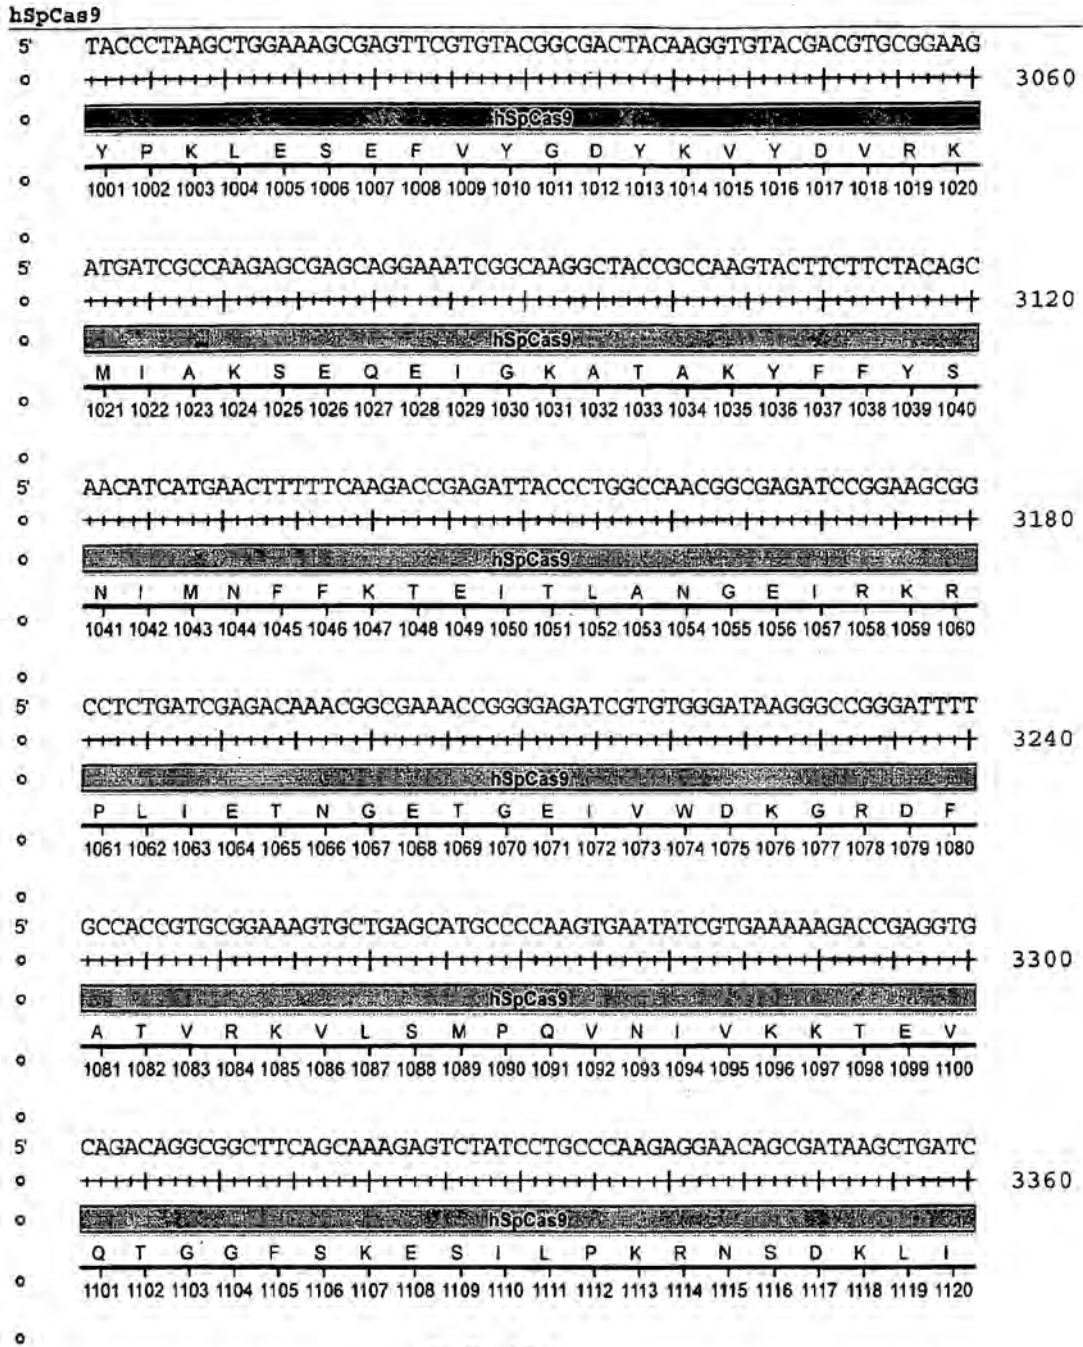 hSpCas9
5' TACCCTAAGCTGGAAAGCGAGTTCGTGTACGGCGACTACAAGGTGTACGACGTGCGGAAG
3060
hSpCas9
Y P K L E S E F V Y G D Y K V Y D V R K
1001 1002 1003 1004 1005 1006 1007 1008 1009 1010 1011 1012 1013 1014 1015 1016 1017 1018 1019 1020
5' ATGATCGCCAAGAGCGAGCAGGAAATCGGCAAGGCTACCGCCAAGTACTTCTTCTACAGC
3120
hSpCas9
M I A K S E Q E I G K A T A K Y F F Y S
1021 1022 1023 1024 1025 1026 1027 1028 1029 1030 1031 1032 1033 1034 1035 1036 1037 1038 1039 1040
5' AACATCATGAACTTTTTCAAGACCGAGATTACCCTGGCCAACGGCGAGATCCGGAAGCGG
3180
hSpCas9
N I M N F F K T E I T L A N G E I R K R
1041 1042 1043 1044 1045 1046 1047 1048 1049 1050 1051 1052 1053 1054 1055 1056 1057 1058 1059 1060
5' CCTCTGATCGAGACAAACGGCGAAACCGGGGAGATCGTGTGGGATAAGGGCCGGGATTTT
3240
hSpCas9
P L I E T N G E T G E I V W D K G R D F
1061 1062 1063 1064 1065 1066 1067 1068 1069 1070 1071 1072 1073 1074 1075 1076 1077 1078 1079 1080
5' GCCACCGTGCGGAAAGTGCTGAGCATGCCCCAAGTGAATATCGTGAAAAAGACCGAGGTG
3300
hSpCas9
A T V R K V L S M P Q V N I V K K T E V
1081 1082 1083 1084 1085 1086 1087 1088 1089 1090 1091 1092 1093 1094 1095 1096 1097 1098 1099 1100
5' CAGACAGGCGGCTTCAGCAAAGAGTCTATCCTGCCCAAGAGGAACAGCGATAAGCTGATC
3360
hSpCas9
Q T G G F S K E S I L P K R N S D K L I
1101 1102 1103 1104 1105 1106 1107 1108 1109 1110 1111 1112 1113 1114 1115 1116 1117 1118 1119 1120